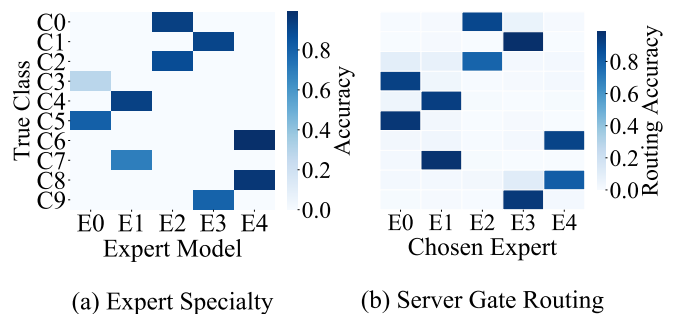 True Class
C0
C1
C2
C3
C4
C5
C6
C7
C8
C9
E0 E1 E2 E3 E4
Expert Model
0.8
0.6
0.4
0.2
0.0
Accuracy
E0 E1 E2 E3 E4
Chosen Expert
0.8
0.6
0.4
0.2
0.0
Routing Accuracy
(a) Expert Specialty
(b) Server Gate Routing